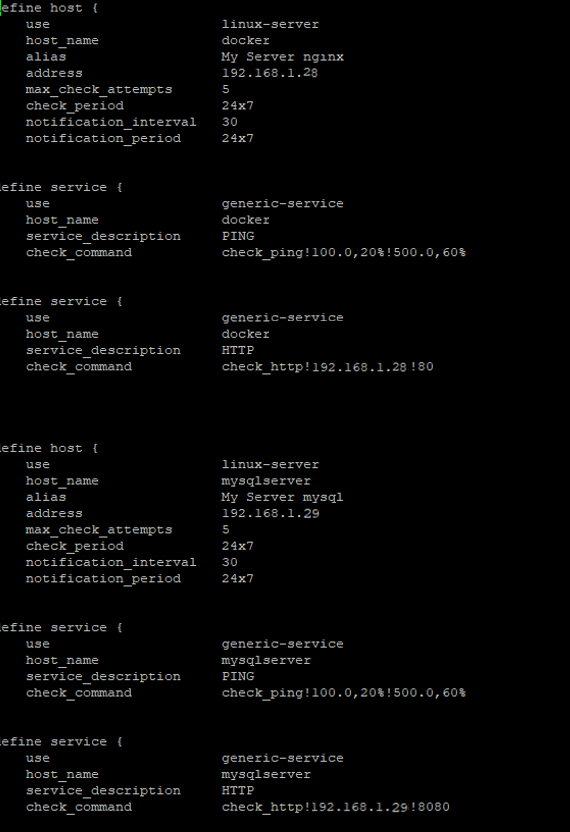 efine host {
use linux-server
host_name docker
alias My Server nginx
address 192.168.1.28
max_check_attempts 5
check_period 24x7
notification_interval 30
notification_period 24x7
efine service {
use generic-service
host_name docker
service_description PING
check_command check_ping!100.0,20%!500.0,60%
efine service {
use generic-service
host_name docker
service_description HTTP
check_command check_http!192.168.1.28!80
efine host {
use linux-server
host_name mysqlserver
alias My Server mysql
address 192.168.1.29
max_check_attempts 5
check_period 24x7
notification_interval 30
notification_period 24x7
efine service {
use generic-service
host_name mysqlserver
service_description PING
check_command check_ping!100.0,20%!500.0,60%
efine service {
use generic-service
host_name mysqlserver
service_description HTTP
check_command check_http!192.168.1.29!8080